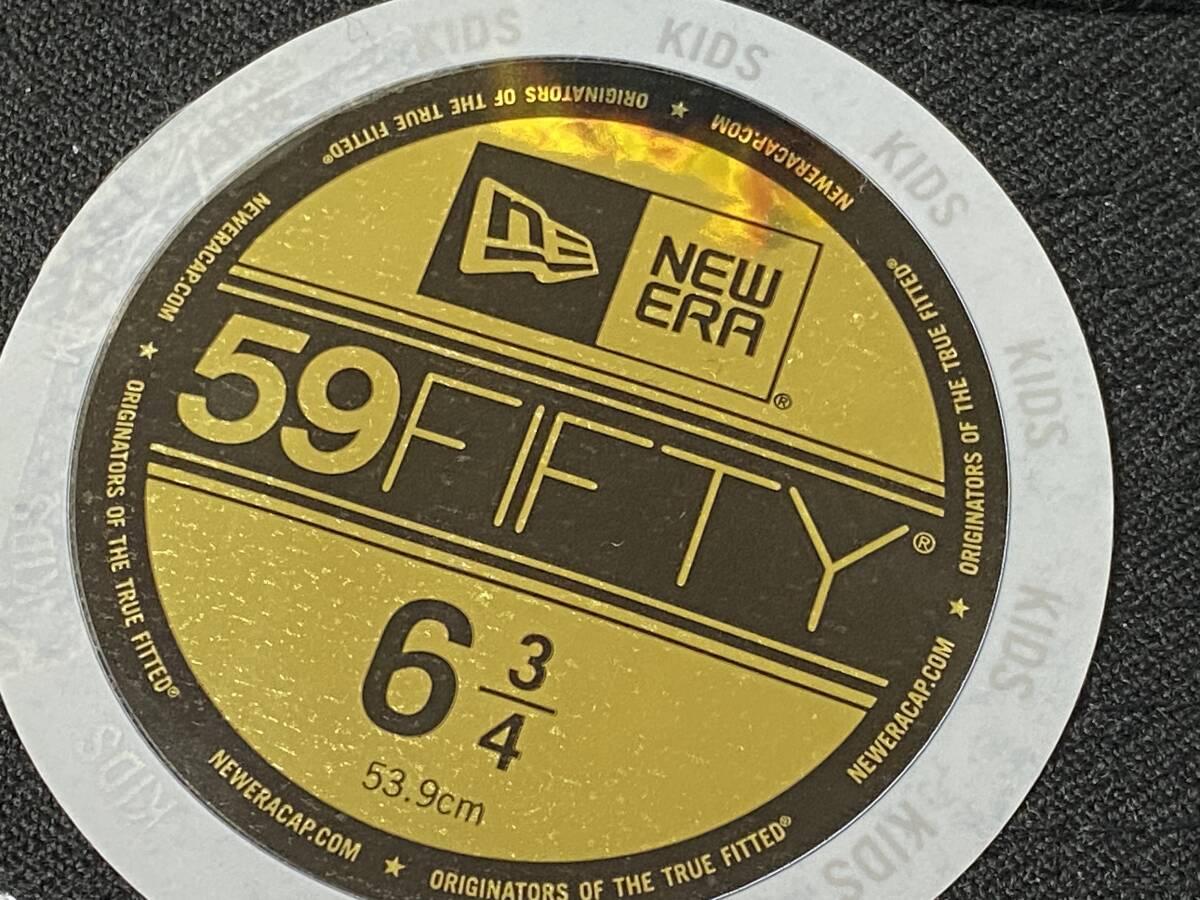 NEW
ERA
®
59FIFTY®
6 3/4
53.9cm
ORIGINATORS OF THE TRUE FITTED®
NEWERACAP.COM
ORIGINATORS OF THE TRUE FITTED®
NEWERACAP.COM
ORIGINATORS OF THE TRUE FITTED®
NEWERACAP.COM
ORIGINATORS OF THE TRUE FITTED®
NEWERACAP.COM
KIDS
KIDS
KIDS
KIDS
KIDS
KIDS
KIDS
KIDS